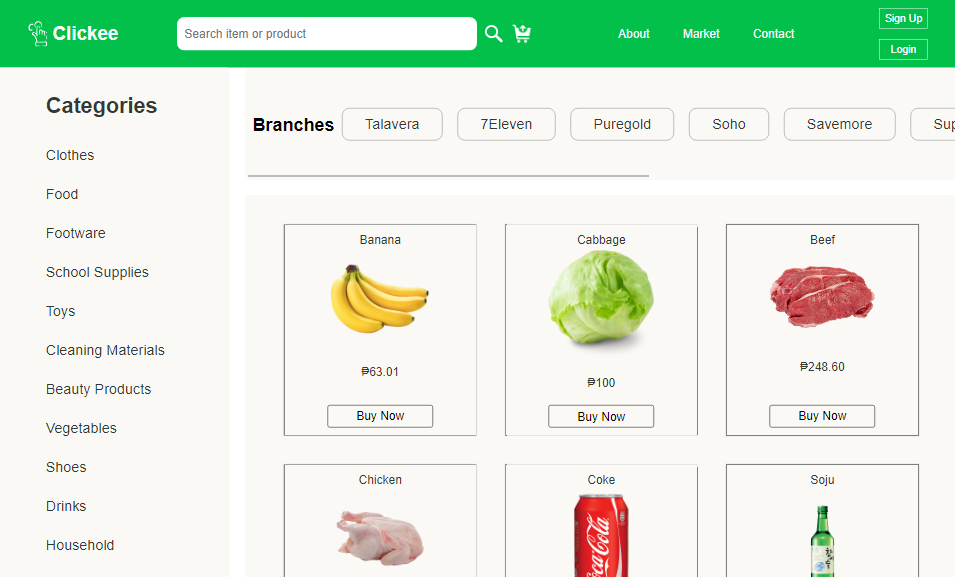 Clickee
Search item or product
About
Market
Contact
Sign Up
Login
Categories
Clothes
Food
Footware
School Supplies
Toys
Cleaning Materials
Beauty Products
Vegetables
Shoes
Drinks
Household
Branches
Talavera
7Eleven
Puregold
Soho
Savemore
Sup
Banana
₱63.01
Buy Now
Cabbage
₱100
Buy Now
Beef
₱248.60
Buy Now
Chicken
Coke
Coca-Cola
Soju